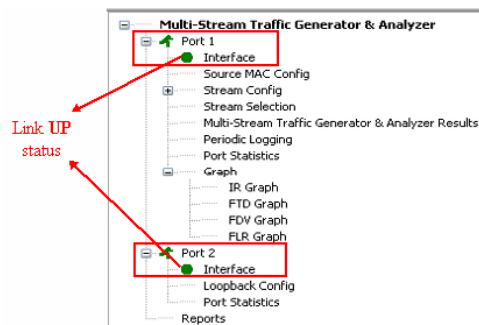 Multi-Stream Traffic Generator & Analyzer
Port 1
Interface
Source MAC Config
Stream Config
Stream Selection
Multi-Stream Traffic Generator & Analyzer Results
Periodic Logging
Port Statistics
Graph
IR Graph
FTD Graph
FDV Graph
FLR Graph
Port 2
Interface
Loopback Config
Port Statistics
Reports
Link UP
status